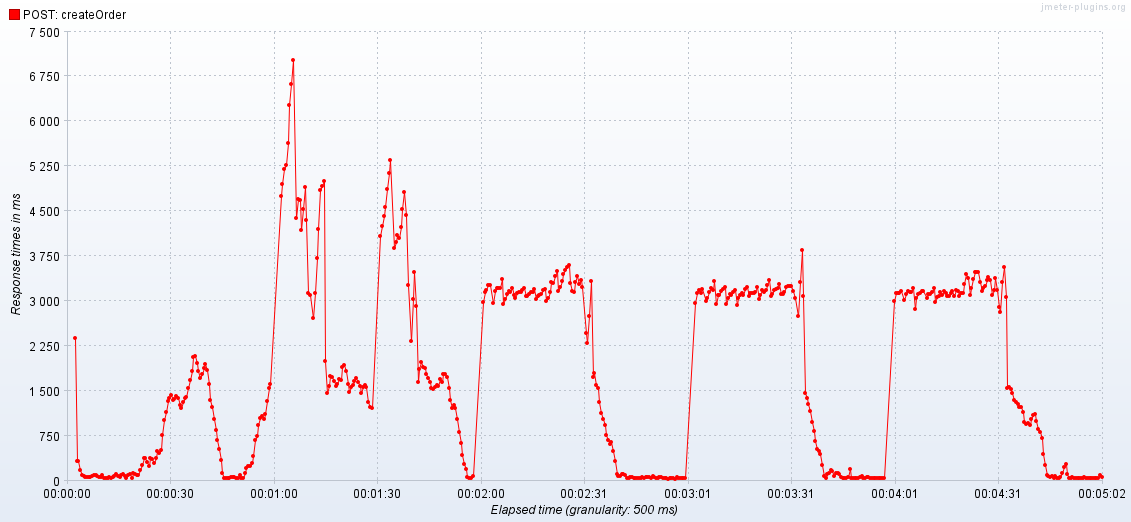 jmeter-plugins.org
POST: createOrder
7 500
6 750
6 000
5 250
4 500
3 750
3 000
2 250
1 500
750
0
Response times in ms
00:00:00 00:00:30 00:01:00 00:01:30 00:02:00 00:02:31 00:03:01 00:03:31 00:04:01 00:04:31 00:05:02
Elapsed time (granularity: 500 ms)